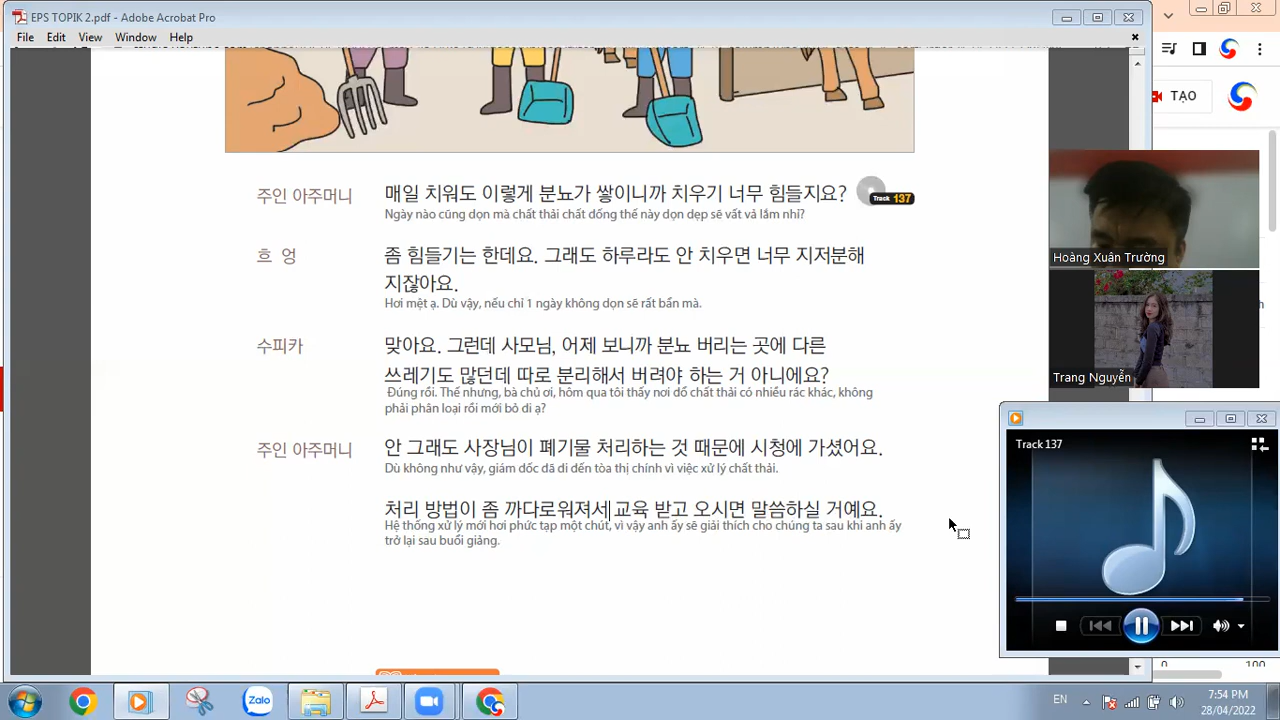 EPS TOPIK 2.pdf - Adobe Acrobat Pro
File Edit View Window Help
TẠO
주인 아주머니 매일 치워도 이렇게 분뇨가 쌓이니까 치우기 너무 힘들지요? Track 137
Ngày nào cũng dọn mà chất thải chất đống thế này dọn dẹp sẽ vất vả lắm nhỉ?
흐 엉 좀 힘들기는 한데요. 그래도 하루라도 안 치우면 너무 지저분해
지잖아요.
Hơi mệt ạ. Dù vậy, nếu chỉ 1 ngày không dọn sẽ rất bẩn mà.
수피카 맞아요. 그런데 사모님, 어제 보니까 분뇨 버리는 곳에 다른
쓰레기도 많던데 따로 분리해서 버려야 하는 거 아니에요?
Đúng rồi. Thế nhưng, bà chủ ơi, hôm qua tôi thấy nơi đổ chất thải có nhiều rác khác, không
phải phân loại rồi mới bỏ đi ạ?
주인 아주머니 안 그래도 사장님이 폐기물 처리하는 것 때문에 시청에 가셨어요.
Dù không như vậy, giám đốc đã đi đến tòa thị chính vì việc xử lý chất thải.
처리 방법이 좀 까다로워져서 교육 받고 오시면 말씀하실 거예요.
Hệ thống xử lý mới hơi phức tạp một chút, vì vậy anh ấy sẽ giải thích cho chúng ta sau khi anh ấy
trở lại sau buổi giảng.
Hoàng Xuân Trường
Trang Nguyễn
Track 137
100
Zalo
EN
7:54 PM
28/04/2022